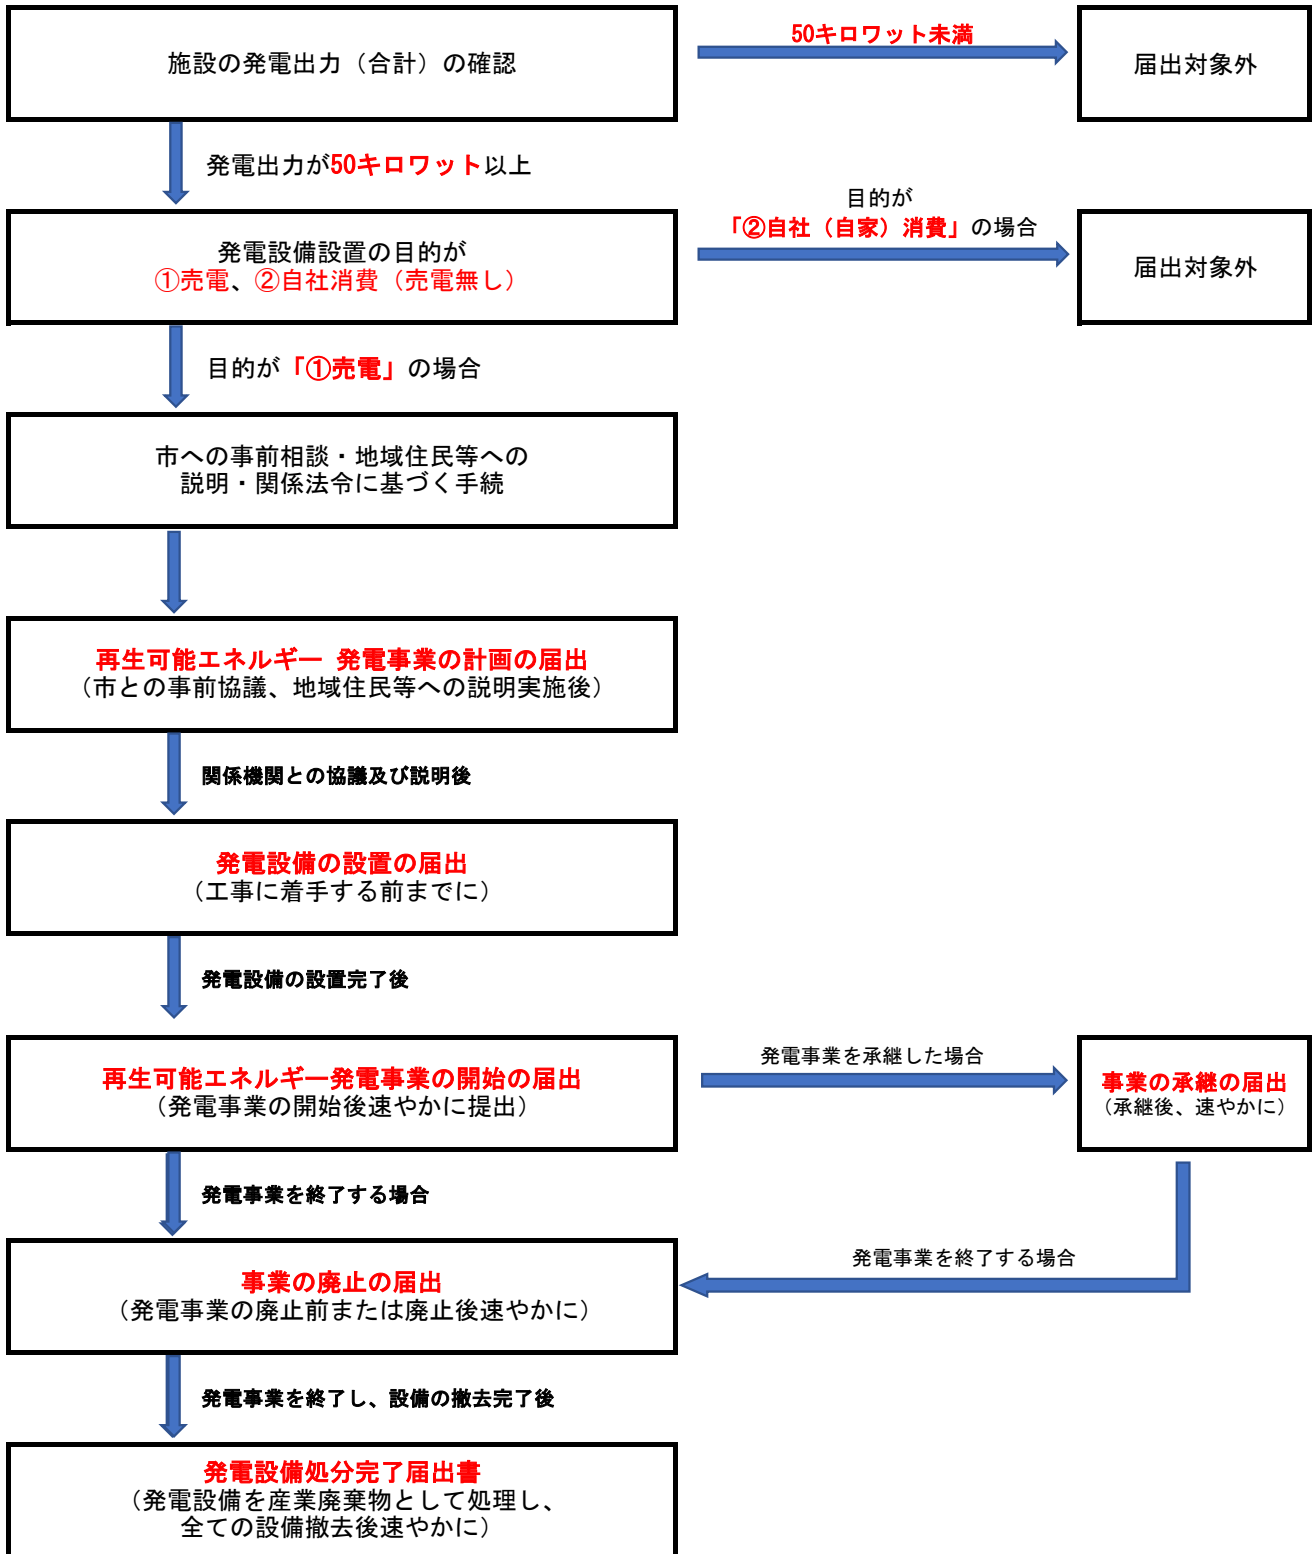 施設の発電出力（合計）の確認
50キロワット未満
届出対象外
発電出力が50キロワット以上
発電設備設置の目的が
①売電、②自社消費（売電無し）
目的が
「②自社（自家）消費」の場合
届出対象外
目的が「①売電」の場合
市への事前相談・地域住民等への
説明・関係法令に基づく手続
再生可能エネルギー 発電事業の計画の届出
（市との事前協議、地域住民等への説明実施後）
関係機関との協議及び説明後
発電設備の設置の届出
（工事に着手する前までに）
発電設備の設置完了後
再生可能エネルギー発電事業の開始の届出
（発電事業の開始後速やかに提出）
発電事業を承継した場合
事業の承継の届出
（承継後、速やかに）
発電事業を終了する場合
発電事業を終了する場合
事業の廃止の届出
（発電事業の廃止前または廃止後速やかに）
発電事業を終了し、設備の撤去完了後
発電設備処分完了届出書
（発電設備を産業廃棄物として処理し、
全ての設備撤去後速やかに）